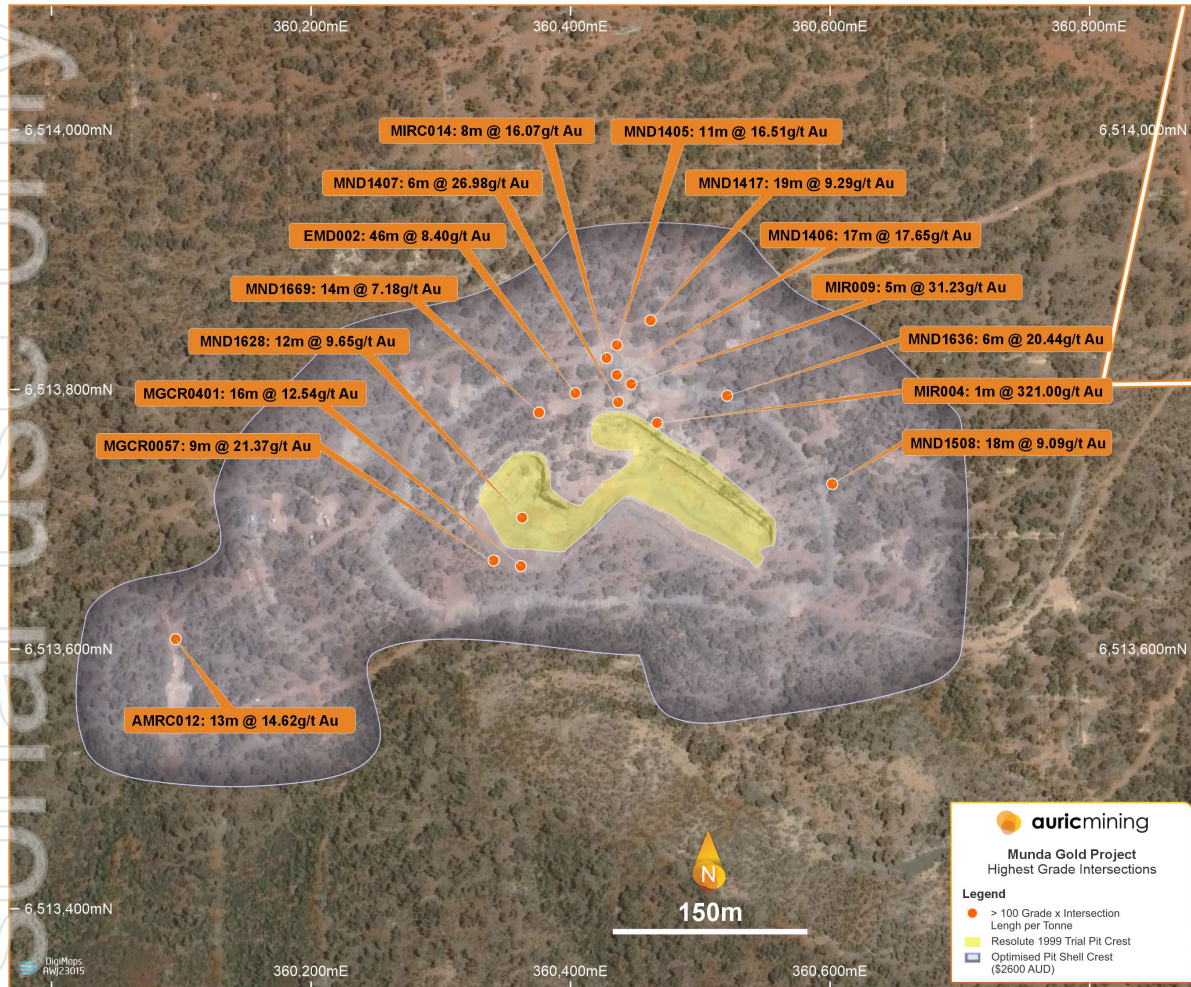 360,200mE
360,400mE
360,600mE
360,800mE
6,514,000mN
6,514,000mN
MIRC014: 8m @ 16.07g/t Au
MND1405: 11m @ 16.51g/t Au
MND1407: 6m @ 26.98g/t Au
MND1417: 19m @ 9.29g/t Au
EMD002: 46m @ 8.40g/t Au
MND1406: 17m @ 17.65g/t Au
MND1669: 14m @ 7.18g/t Au
MIR009: 5m @ 31.23g/t Au
MND1628: 12m @ 9.65g/t Au
MND1636: 6m @ 20.44g/t Au
6,513,800mN
MGCR0401: 16m @ 12.54g/t Au
MIR004: 1m @ 321.00g/t Au
MGCR0057: 9m @ 21.37g/t Au
MND1508: 18m @ 9.09g/t Au
6,513,600mN
6,513,600mN
AMRC012: 13m @ 14.62g/t Au
N
150m
6,513,400mN
360,200mE
360,400mE
360,600mE
DigiMaps
AWJ23015
auricmining
Munda Gold Project
Highest Grade Intersections
Legend
> 100 Grade x Intersection
Lengh per Tonne
Resolute 1999 Trial Pit Crest
Optimised Pit Shell Crest
($2600 AUD)